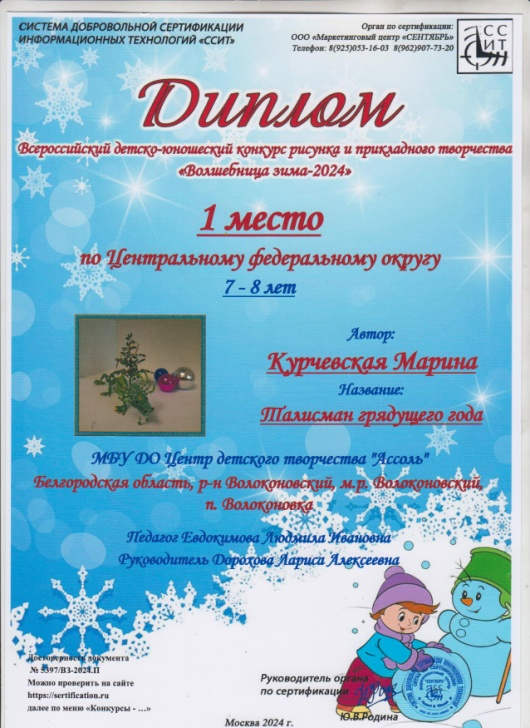 СИСТЕМА ДОБРОВОЛЬНОЙ СЕРТИФИКАЦИИ
ИНФОРМАЦИОННЫХ ТЕХНОЛОГИЙ «ССИТ»
Орган по сертификации:
ООО «Маркетинговый центр «СЕНТЯБРЬ»
Телефон: 8(925)053-16-03 8(962)907-73-20
Диплом
Всероссийский детско-юношеский конкурс рисунка и прикладного творчества
«Волшебница зима-2024»
1 место
по Центральному федеральному округу
7 - 8 лет
Автор:
Курчевская Марина
Название:
Талисман грядущего года
МБУ ДО Центр детского творчества "Ассоль"
Белгородская область, р-н Волоконовский, м.р. Волоконовский,
п. Волоконовка
Педагог Евдокимова Людмила Ивановна
Руководитель Дорохова Лариса Алексеевна
Достоверность документа
№ 5397/ВЗ-2024.П
Можно проверить на сайте
https://sertification.ru
далее по меню «Конкурсы - …»
Руководитель органа
по сертификации
Ю.В.Родина
Москва 2024 г.